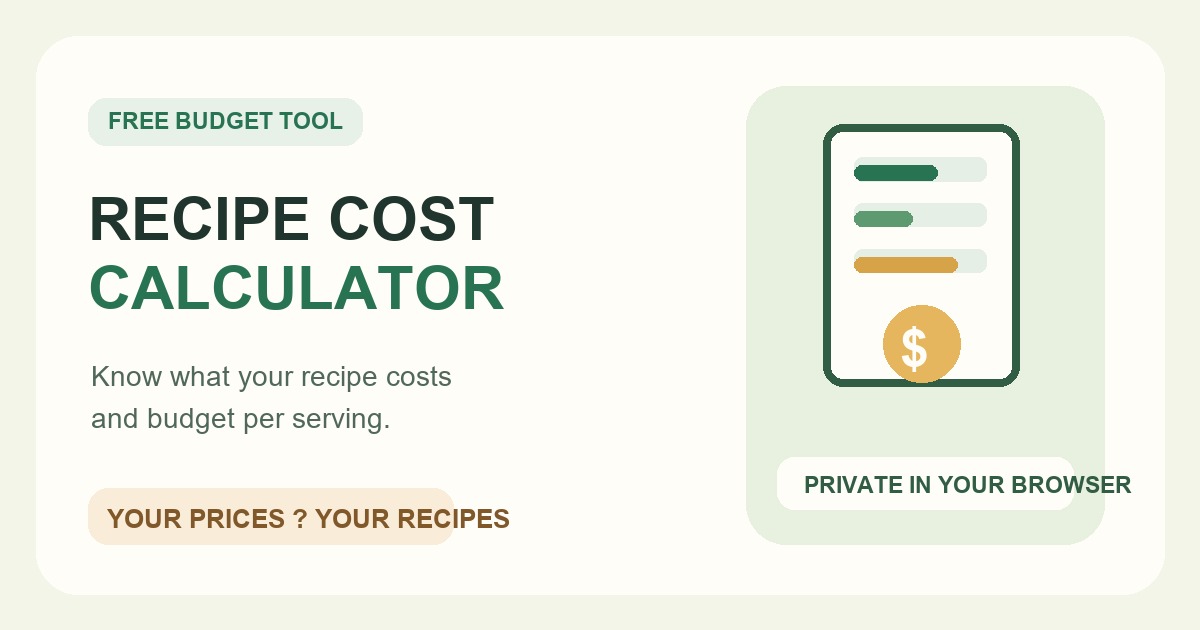 FREE BUDGET TOOL
RECIPE COST
CALCULATOR
Know what your recipe costs
and budget per serving.
YOUR PRICES ? YOUR RECIPES
$
PRIVATE IN YOUR BROWSER